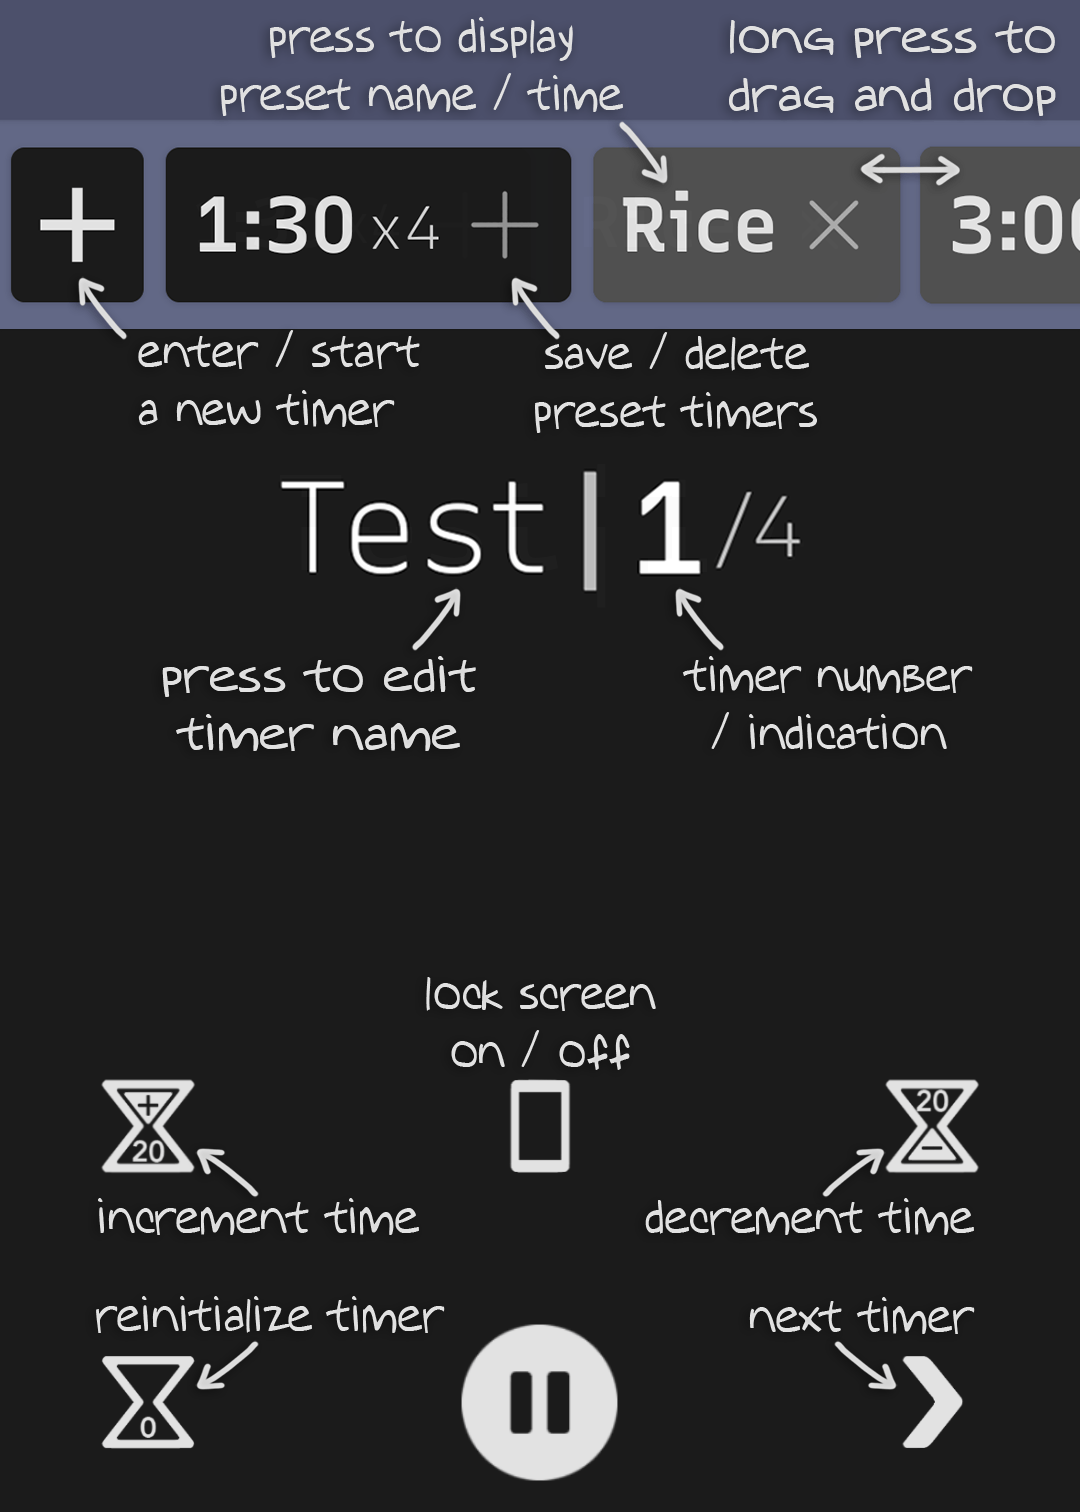 press to display
preset name / time
long press to
drag and drop
1:30 x4
Rice
3:00
enter / start
a new timer
save / delete
preset timers
Test | 1/4
press to edit
timer name
timer number
/ indication
lock screen
on / off
+
20
20
−
increment time
decrement time
reinitialize timer
next timer
0